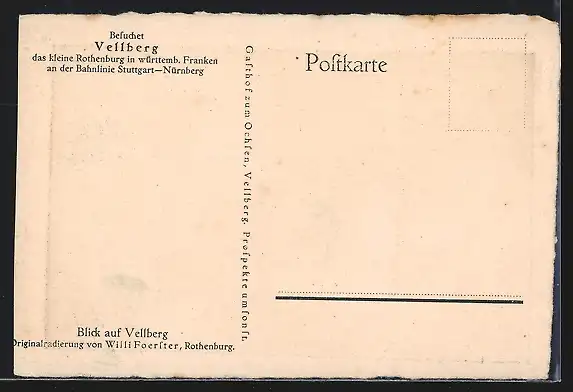 Beſuchet
Vellberg
das kleine Rothenburg in württemb. Franken
an der Bahnlinie Stuttgart—Nürnberg
Blick auf Vellberg
Originalradierung von Willi Foerſter, Rothenburg.
Gaſthof zum Ochſen, Vellberg. Proſpekte umſonſt.
Poſtkarte